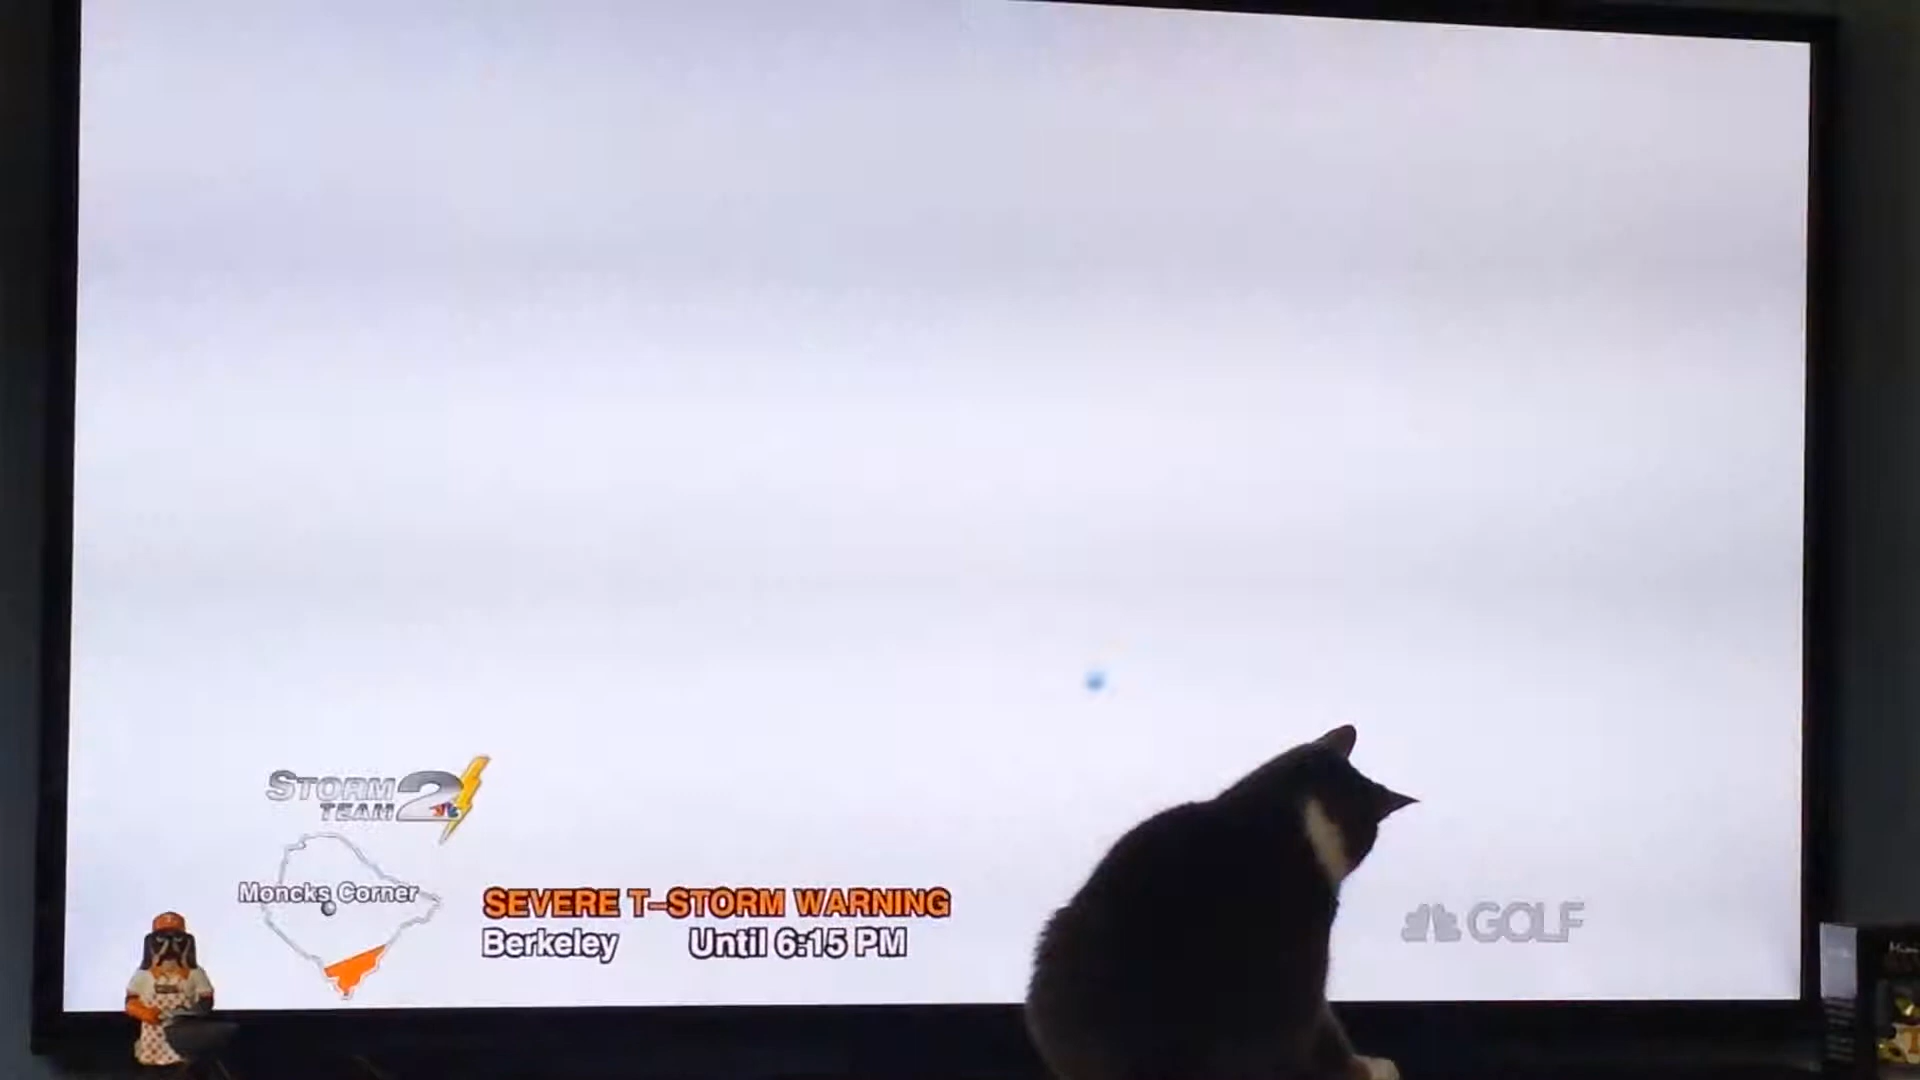 STORM
TEAM 2
Moncks Corner
SEVERE T-STORM WARNING
Berkeley Until 6:15 PM
GOLF